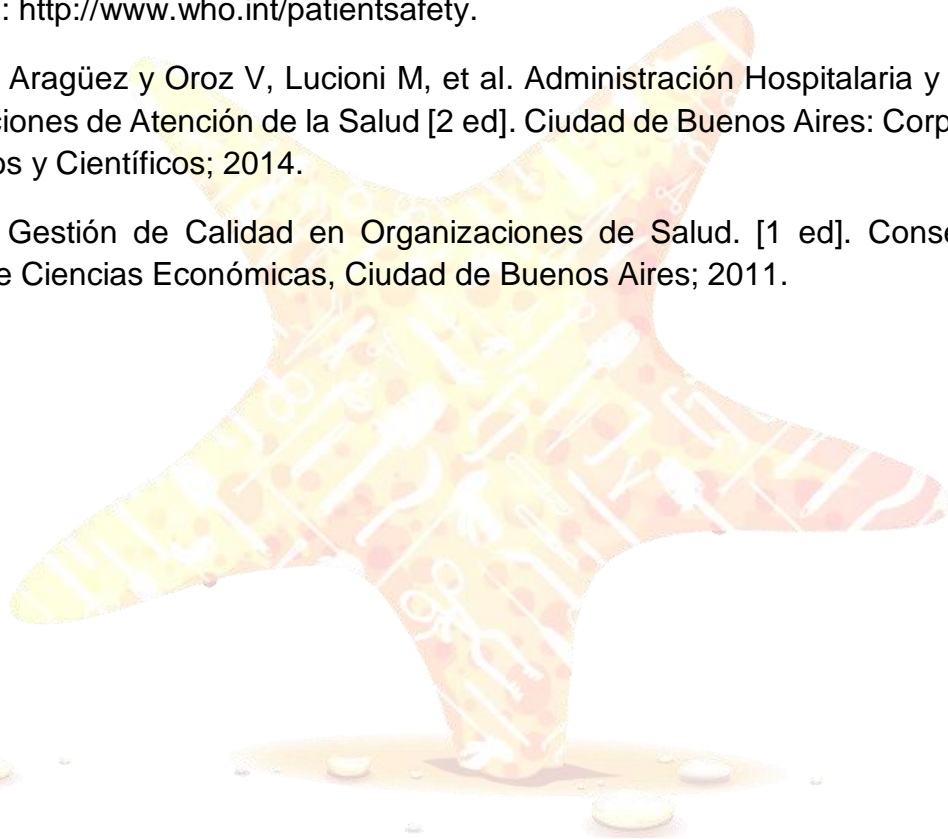 : http://www.who.int/patientsafety.
Aragüez y Oroz V, Lucioni M, et al. Administración Hospitalaria y
ciones de Atención de la Salud [2 ed]. Ciudad de Buenos Aires: Corp
os y Científicos; 2014.
Gestión de Calidad en Organizaciones de Salud. [1 ed]. Conse
e Ciencias Económicas, Ciudad de Buenos Aires; 2011.